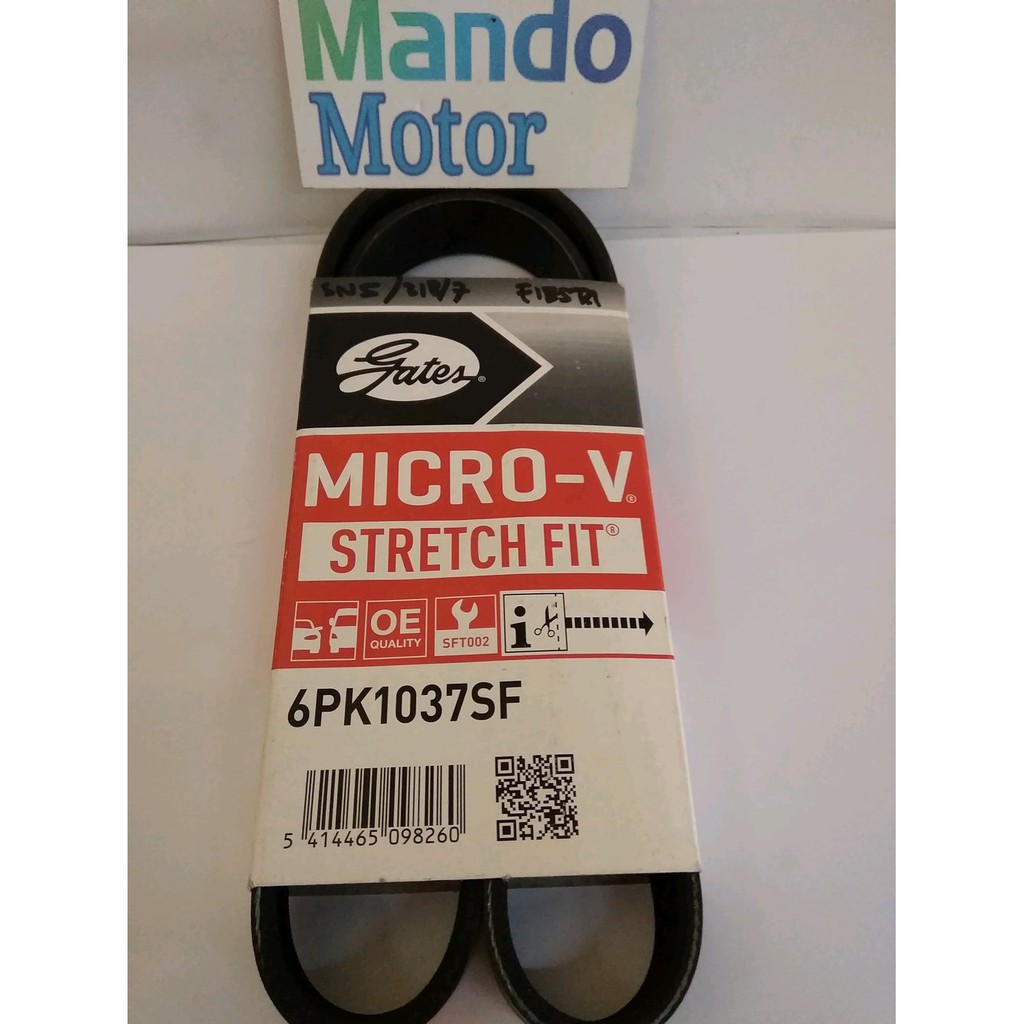 Mando
Motor
Gates®
MICRO-V®
STRETCH FIT®
OE
QUALITY
SFT002
i
6PK1037SF
5 414465 098260